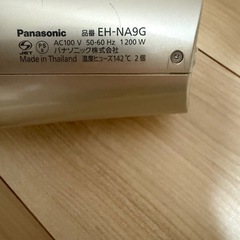 Panasonic 品番 EH-NA9G
AC100 V 50-60 Hz 1200 W
パナソニック株式会社
Made in Thailand 温度ヒューズ142℃ 2個